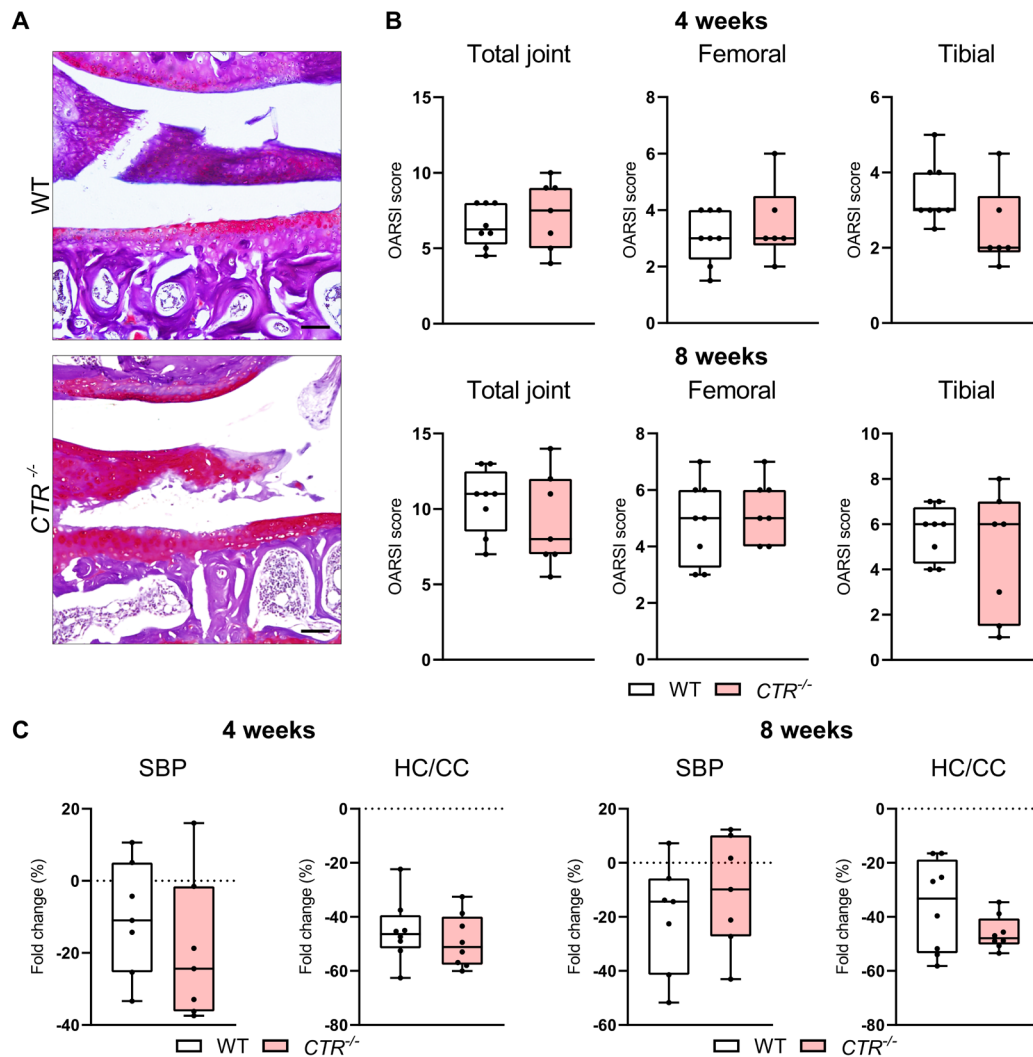 A
WT
CTR -/-
B
4 weeks
Total joint
Femoral
Tibial
OARSI score
15
10
5
0
OARSI score
8
6
4
2
0
OARSI score
6
4
2
0
8 weeks
Total joint
Femoral
Tibial
OARSI score
15
10
5
0
OARSI score
8
6
4
2
0
OARSI score
10
8
6
4
2
0
WT CTR-/-
C
4 weeks
8 weeks
SBP
HC/CC
SBP
HC/CC
Fold change (%)
20
0
-20
-40
Fold change (%)
0
-20
-40
-60
-80
Fold change (%)
20
0
-20
-40
-60
Fold change (%)
0
-20
-40
-60
-80
WT CTR-/-
WT CTR-/-